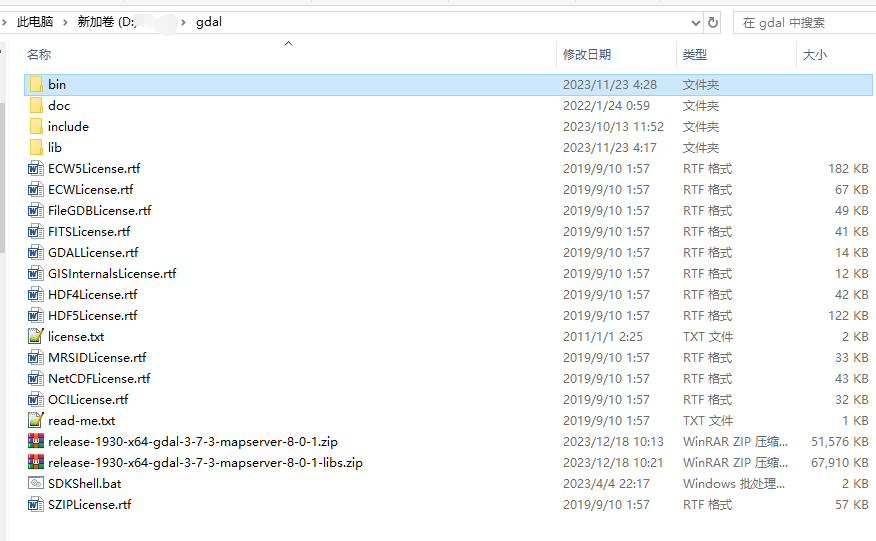 此电脑 新加卷 (D: gdal 在 gdal 中搜索
名称 修改日期 类型 大小
bin 2023/11/23 4:28 文件夹
doc 2022/1/24 0:59 文件夹
include 2023/10/13 11:52 文件夹
lib 2023/11/23 4:17 文件夹
ECW5License.rtf 2019/9/10 1:57 RTF 格式 182 KB
ECWLicense.rtf 2019/9/10 1:57 RTF 格式 67 KB
FileGDBLicense.rtf 2019/9/10 1:57 RTF 格式 49 KB
FITSLicense.rtf 2019/9/10 1:57 RTF 格式 41 KB
GDALLicense.rtf 2019/9/10 1:57 RTF 格式 14 KB
GISInternalsLicense.rtf 2019/9/10 1:57 RTF 格式 12 KB
HDF4License.rtf 2019/9/10 1:57 RTF 格式 42 KB
HDF5License.rtf 2019/9/10 1:57 RTF 格式 122 KB
license.txt 2011/1/1 2:25 TXT 文件 2 KB
MRSIDLicense.rtf 2019/9/10 1:57 RTF 格式 33 KB
NetCDFLicense.rtf 2019/9/10 1:57 RTF 格式 43 KB
OCILicense.rtf 2019/9/10 1:57 RTF 格式 32 KB
read-me.txt 2019/9/10 1:57 TXT 文件 1 KB
release-1930-x64-gdal-3-7-3-mapserver-8-0-1.zip 2023/12/18 10:13 WinRAR ZIP 压缩... 51,576 KB
release-1930-x64-gdal-3-7-3-mapserver-8-0-1-libs.zip 2023/12/18 10:21 WinRAR ZIP 压缩... 67,910 KB
SDKShell.bat 2023/4/4 22:17 Windows 批处理... 2 KB
SZIPLicense.rtf 2019/9/10 1:57 RTF 格式 57 KB